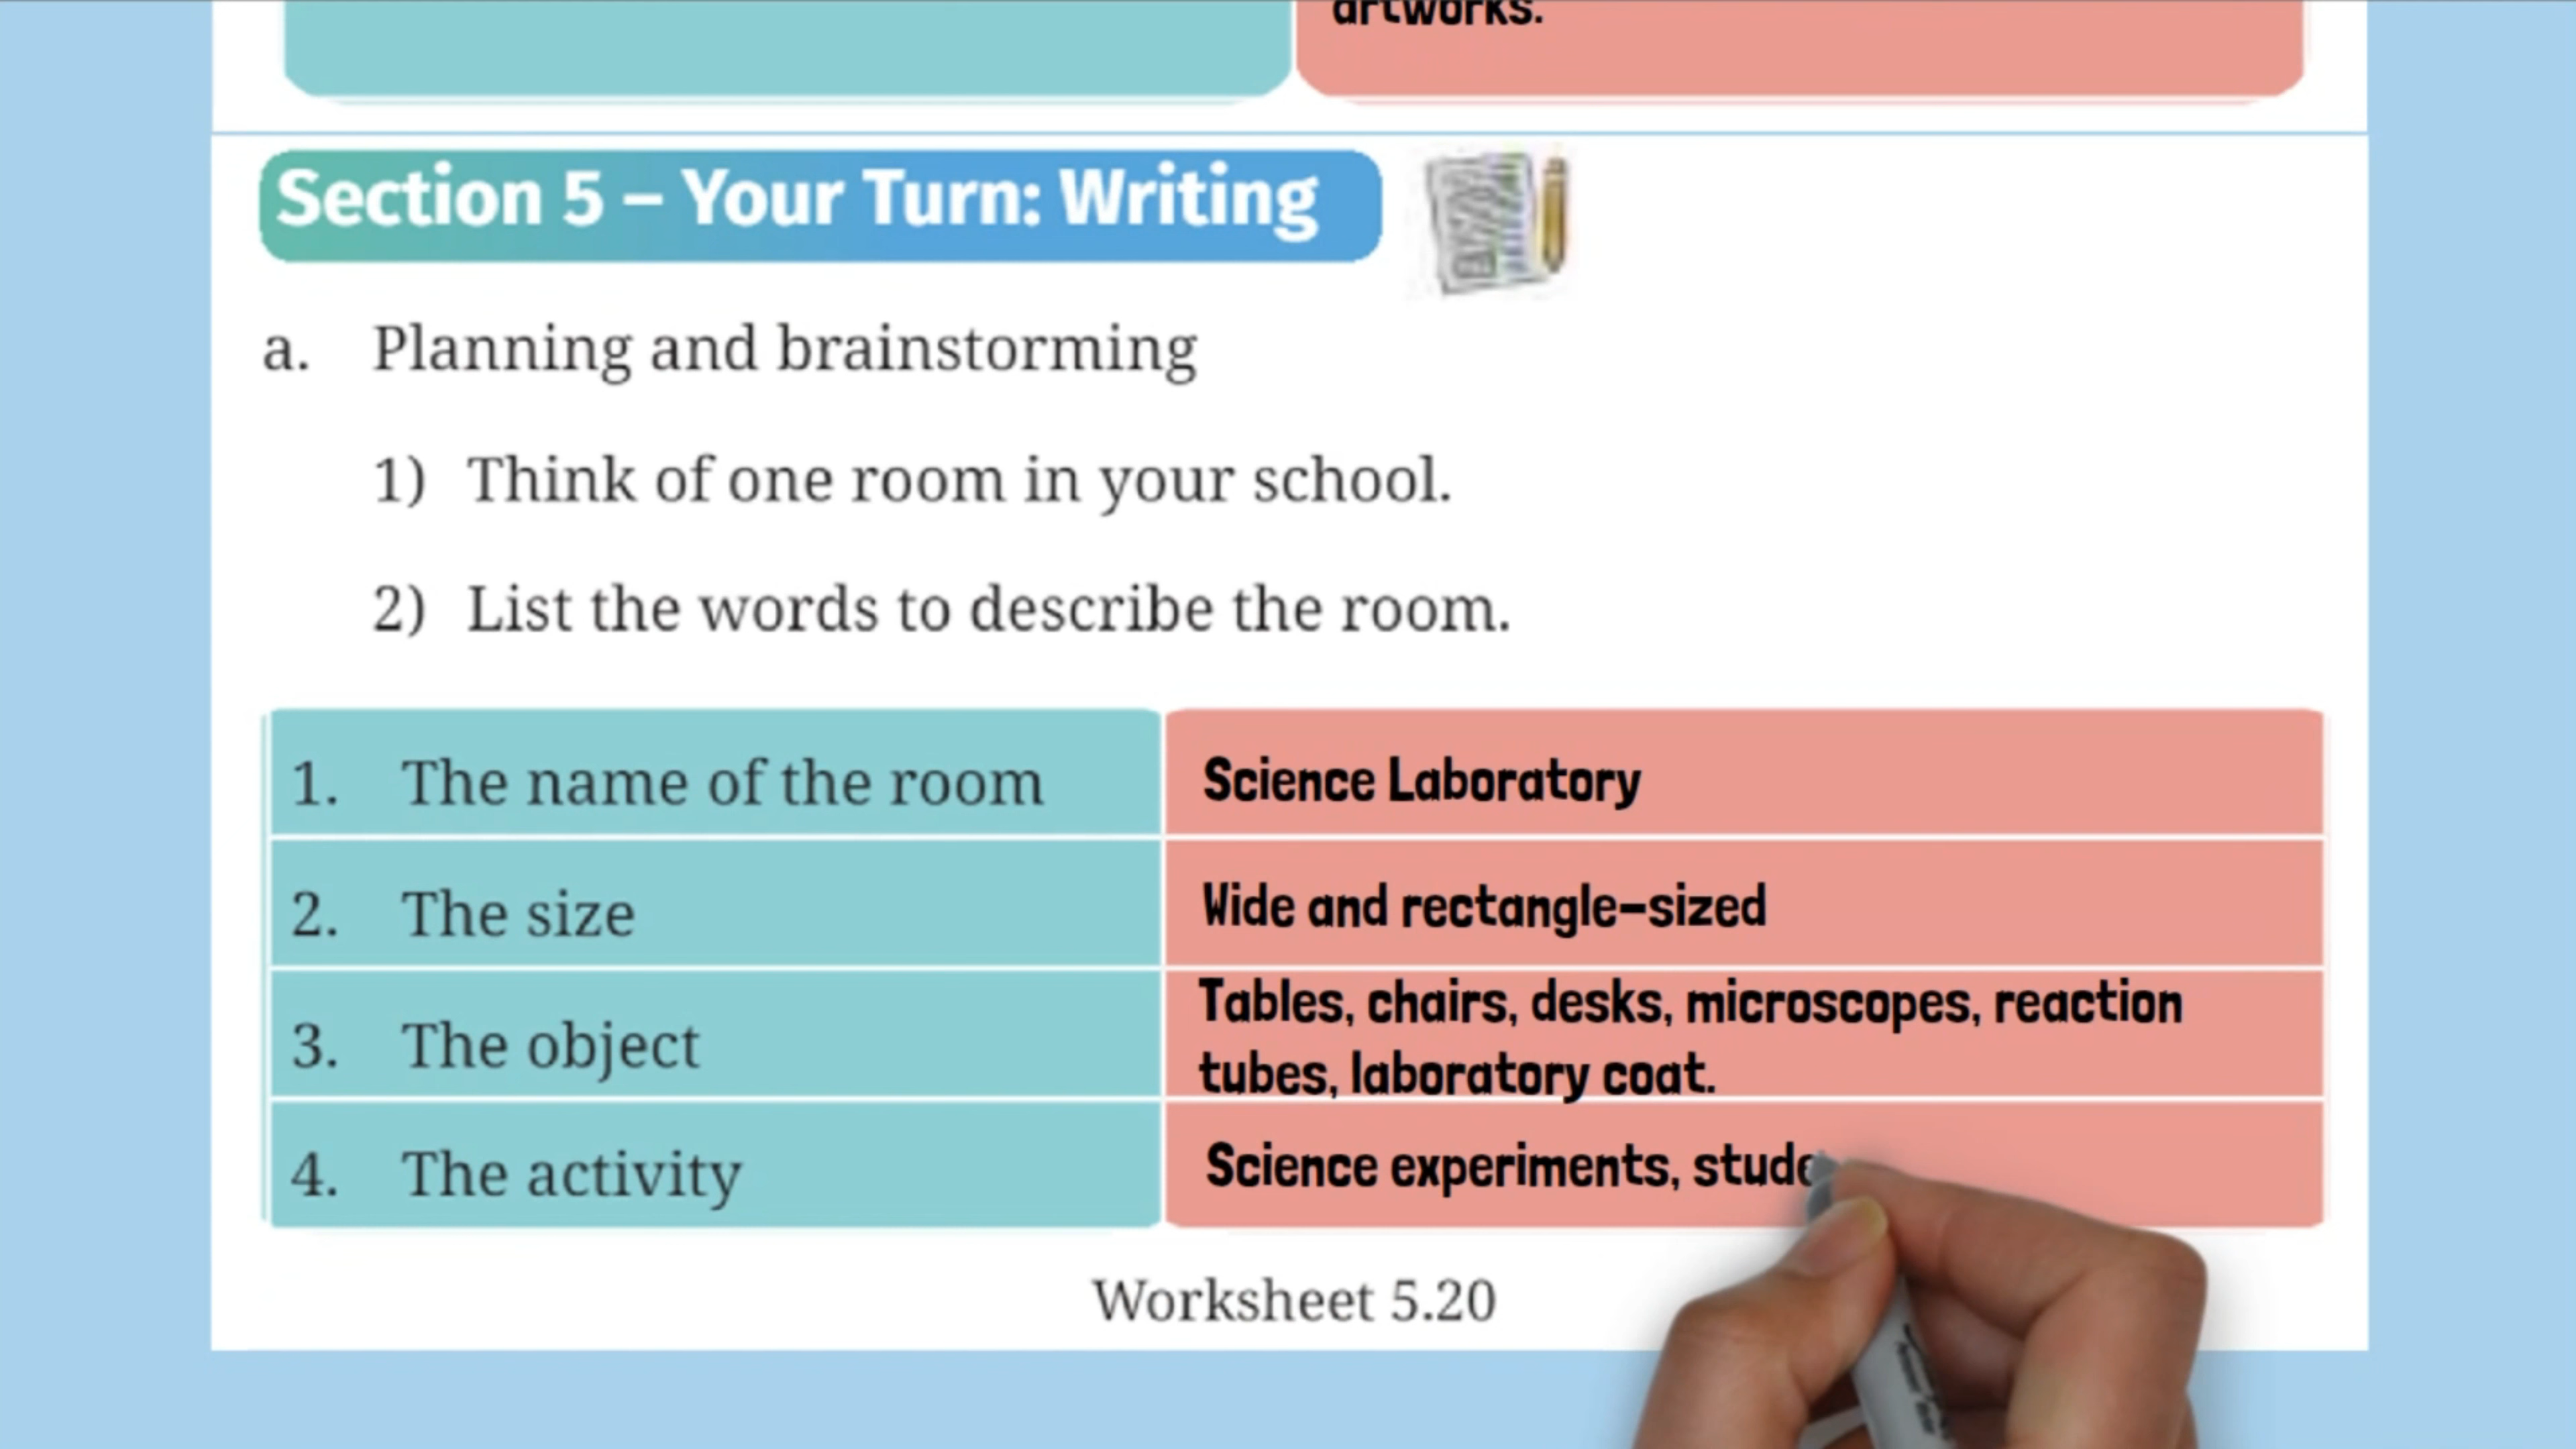 artworks.
Section 5 – Your Turn: Writing
a. Planning and brainstorming
1) Think of one room in your school.
2) List the words to describe the room.
1. The name of the room
Science Laboratory
2. The size
Wide and rectangle-sized
3. The object
Tables, chairs, desks, microscopes, reaction
tubes, laboratory coat.
4. The activity
Science experiments, stude
Worksheet 5.20